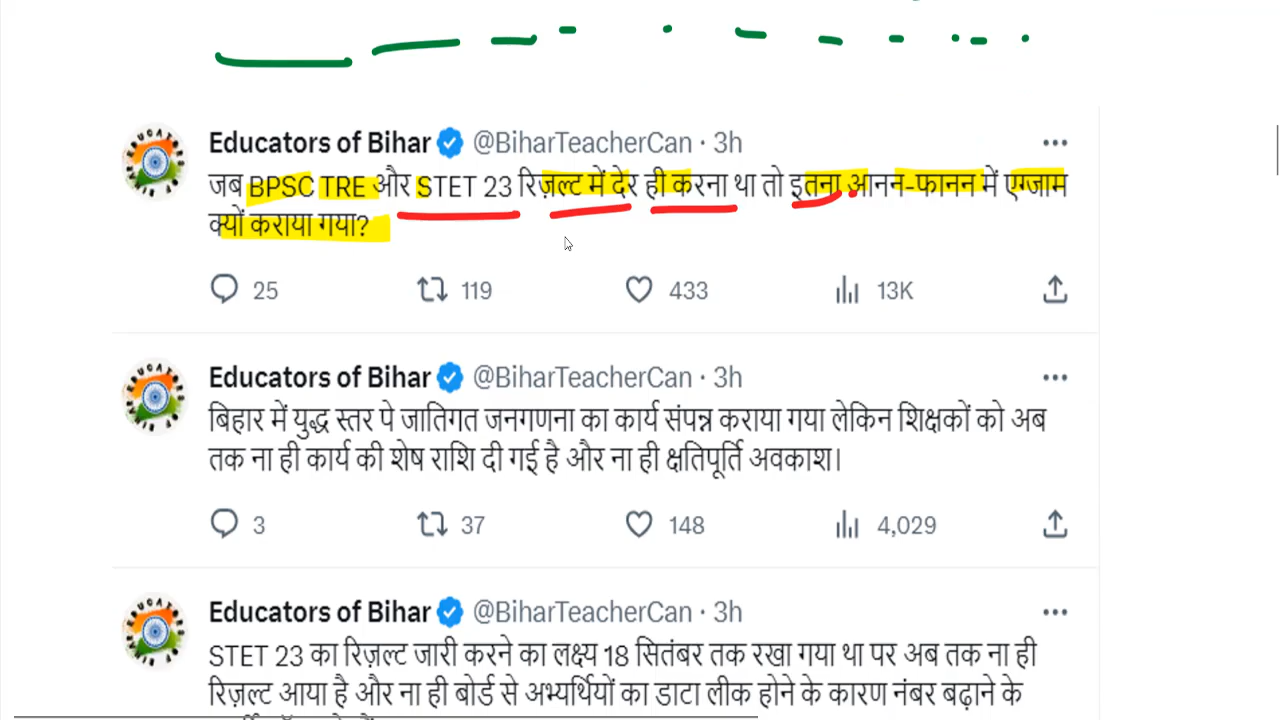 Educators of Bihar @BiharTeacherCan · 3h
जब BPSC TRE और STET 23 रिज़ल्ट में देर ही करना था तो इतना आनन-फानन में एग्जाम
क्यों कराया गया?
25 119 433 13K
Educators of Bihar @BiharTeacherCan · 3h
बिहार में युद्ध स्तर पे जातिगत जनगणना का कार्य संपन्न कराया गया लेकिन शिक्षकों को अब
तक ना ही कार्य की शेष राशि दी गई है और ना ही क्षतिपूर्ति अवकाश।
3 37 148 4,029
Educators of Bihar @BiharTeacherCan · 3h
STET 23 का रिज़ल्ट जारी करने का लक्ष्य 18 सितंबर तक रखा गया था पर अब तक ना ही
रिज़ल्ट आया है और ना ही बोर्ड से अभ्यर्थियों का डाटा लीक होने के कारण नंबर बढ़ाने के